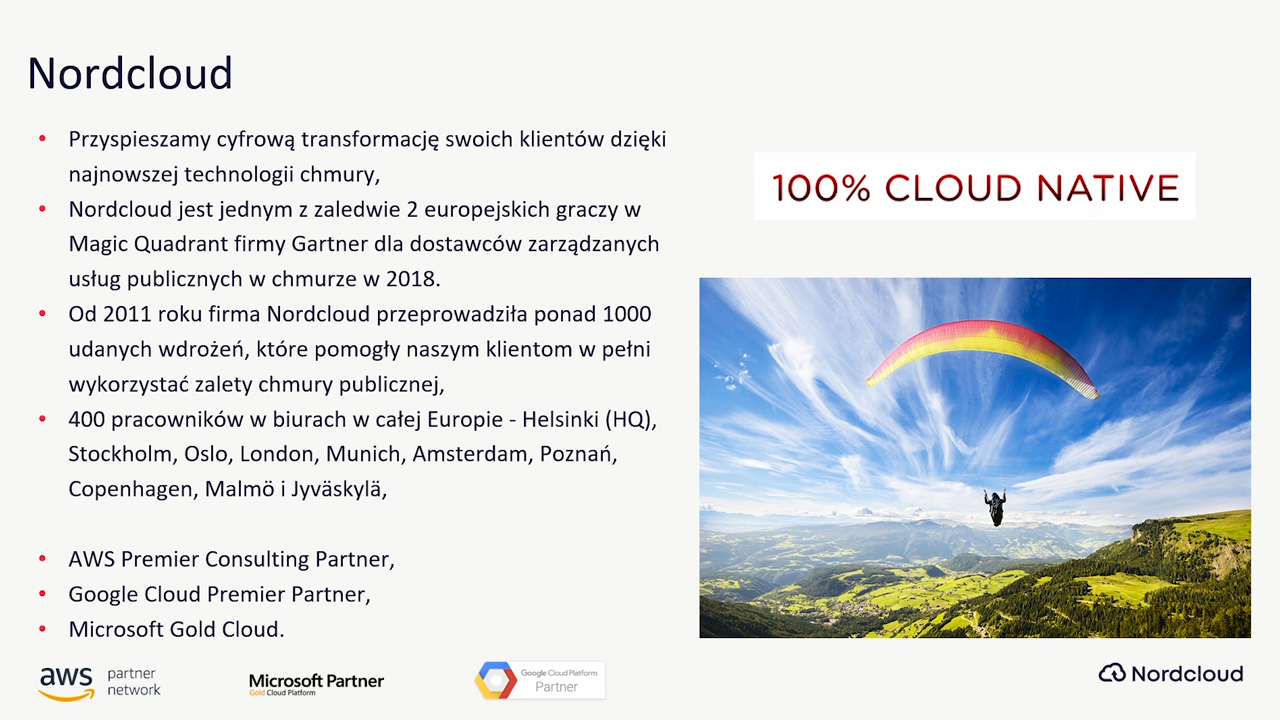 Nordcloud
Przyspieszamy cyfrową transformację swoich klientów dzięki
najnowszej technologii chmury,
Nordcloud jest jednym z zaledwie 2 europejskich graczy w
Magic Quadrant firmy Gartner dla dostawców zarządzanych
usług publicznych w chmurze w 2018.
Od 2011 roku firma Nordcloud przeprowadziła ponad 1000
udanych wdrożeń, które pomogły naszym klientom w pełni
wykorzystać zalety chmury publicznej,
400 pracowników w biurach w całej Europie - Helsinki (HQ),
Stockholm, Oslo, London, Munich, Amsterdam, Poznań,
Copenhagen, Malmö i Jyväskylä,
AWS Premier Consulting Partner,
Google Cloud Premier Partner,
Microsoft Gold Cloud.
100% CLOUD NATIVE
aws partner
network
Microsoft Partner
Gold Cloud Platform
Google Cloud Platform
Partner
Nordcloud